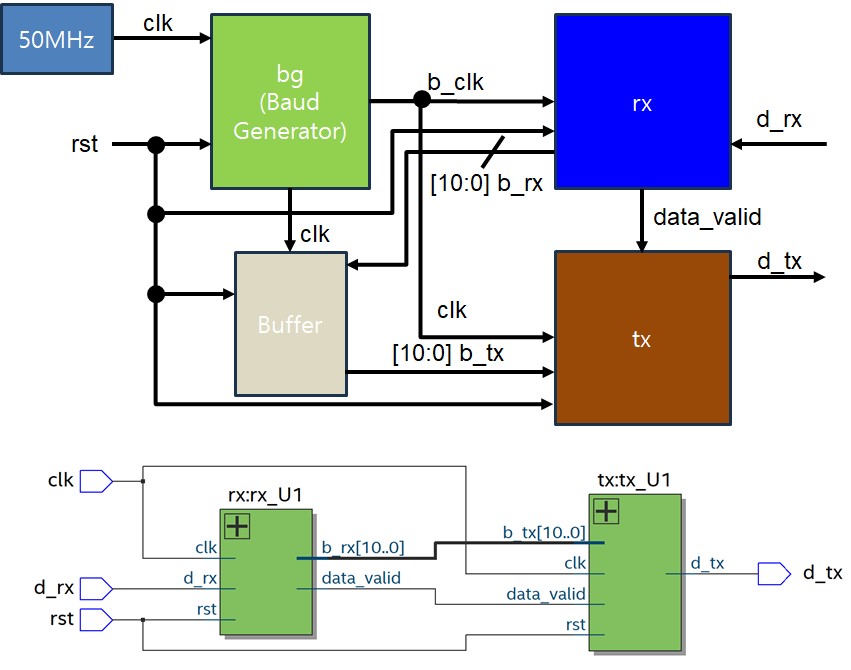 50MHz
clk
bg
(Baud
Generator)
b_clk
rx
d_rx
rst
[10:0] b_rx
data_valid
clk
Buffer
clk
[10:0] b_tx
tx
d_tx
clk
rx:rx_U1
tx:tx_U1
clk
b_rx[10..0]
b_tx[10..0]
clk
d_rx
d_rx
data_valid
d_tx
d_tx
data_valid
rst
rst
rst